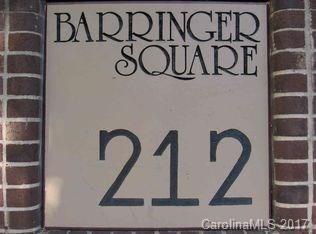 BARRINGER
SQUARE
212
CarolinaMLS 2017